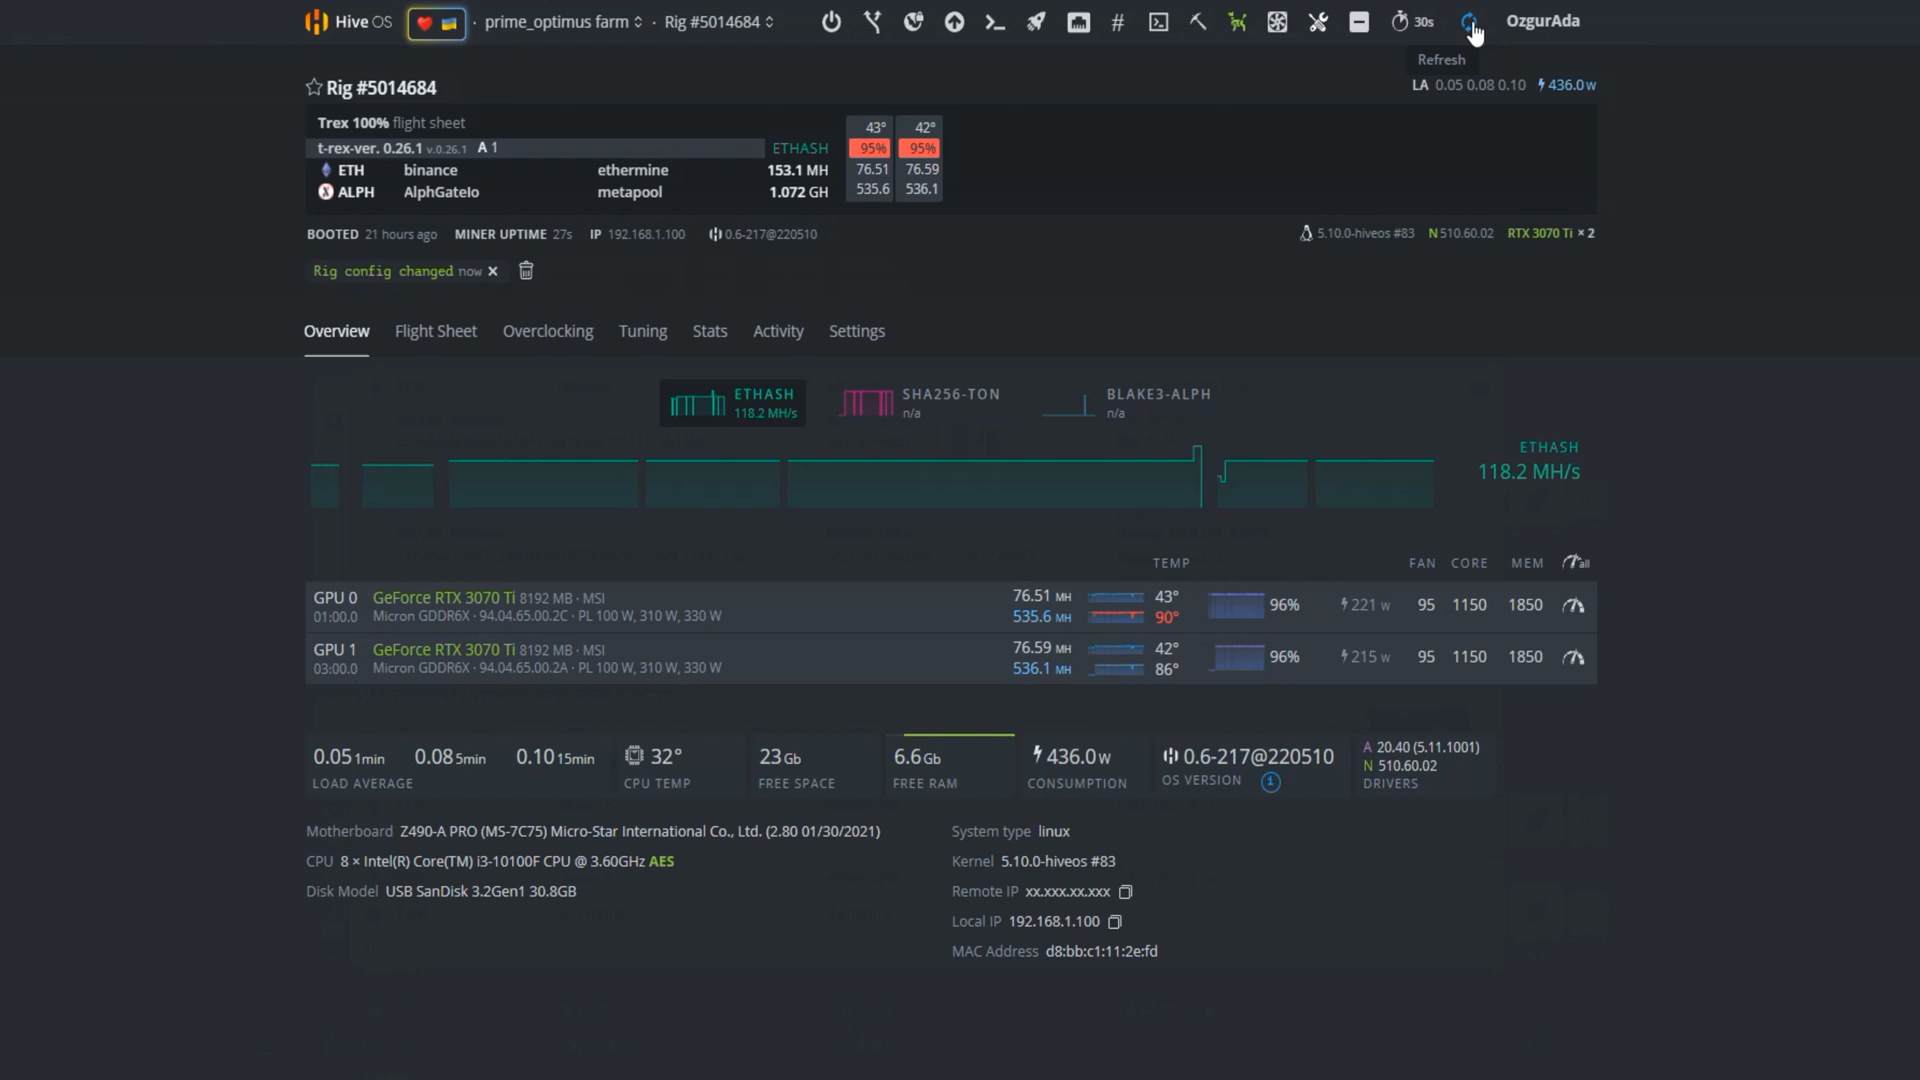 Hive OS · prime_optimus farm · Rig #5014684 30s OzgurAda
Refresh
Rig #5014684
LA 0.05 0.08 0.10 436.0 W
Trex 100% flight sheet
t-rex-ver. 0.26.1 v.0.26.1 A 1 ETHASH
ETH binance ethermine 153.1 MH
ALPH AlphGateIo metapool 1.072 GH
43° 42°
95% 95%
76.51 76.59
535.6 536.1
BOOTED 21 hours ago MINER UPTIME 27s IP 192.168.1.100 0.6-217@220510
5.10.0-hiveos #83 N 510.60.02 RTX 3070 Ti × 2
Rig config changed now ×
Overview Flight Sheet Overclocking Tuning Stats Activity Settings
ETHASH
118.2 MH/s
SHA256-TON
n/a
BLAKE3-ALPH
n/a
ETHASH
118.2 MH/s
TEMP FAN CORE MEM all
GPU 0 GeForce RTX 3070 Ti 8192 MB · MSI 76.51 MH 43° 96% 221 W 95 1150 1850
01:00.0 Micron GDDR6X · 94.04.65.00.2C · PL 100 W, 310 W, 330 W 535.6 MH 90°
GPU 1 GeForce RTX 3070 Ti 8192 MB · MSI 76.59 MH 42° 96% 215 W 95 1150 1850
03:00.0 Micron GDDR6X · 94.04.65.00.2A · PL 100 W, 310 W, 330 W 536.1 MH 86°
0.05 1min 0.08 5min 0.10 15min
LOAD AVERAGE
32°
CPU TEMP
23 Gb
FREE SPACE
6.6 Gb
FREE RAM
436.0 W
CONSUMPTION
0.6-217@220510
OS VERSION
A 20.40 (5.11.1001)
N 510.60.02
DRIVERS
Motherboard Z490-A PRO (MS-7C75) Micro-Star International Co., Ltd. (2.80 01/30/2021)
CPU 8 × Intel(R) Core(TM) i3-10100F CPU @ 3.60GHz AES
Disk Model USB SanDisk 3.2Gen1 30.8GB
System type linux
Kernel 5.10.0-hiveos #83
Remote IP xx.xxx.xx.xxx
Local IP 192.168.1.100
MAC Address d8:bb:c1:11:2e:fd